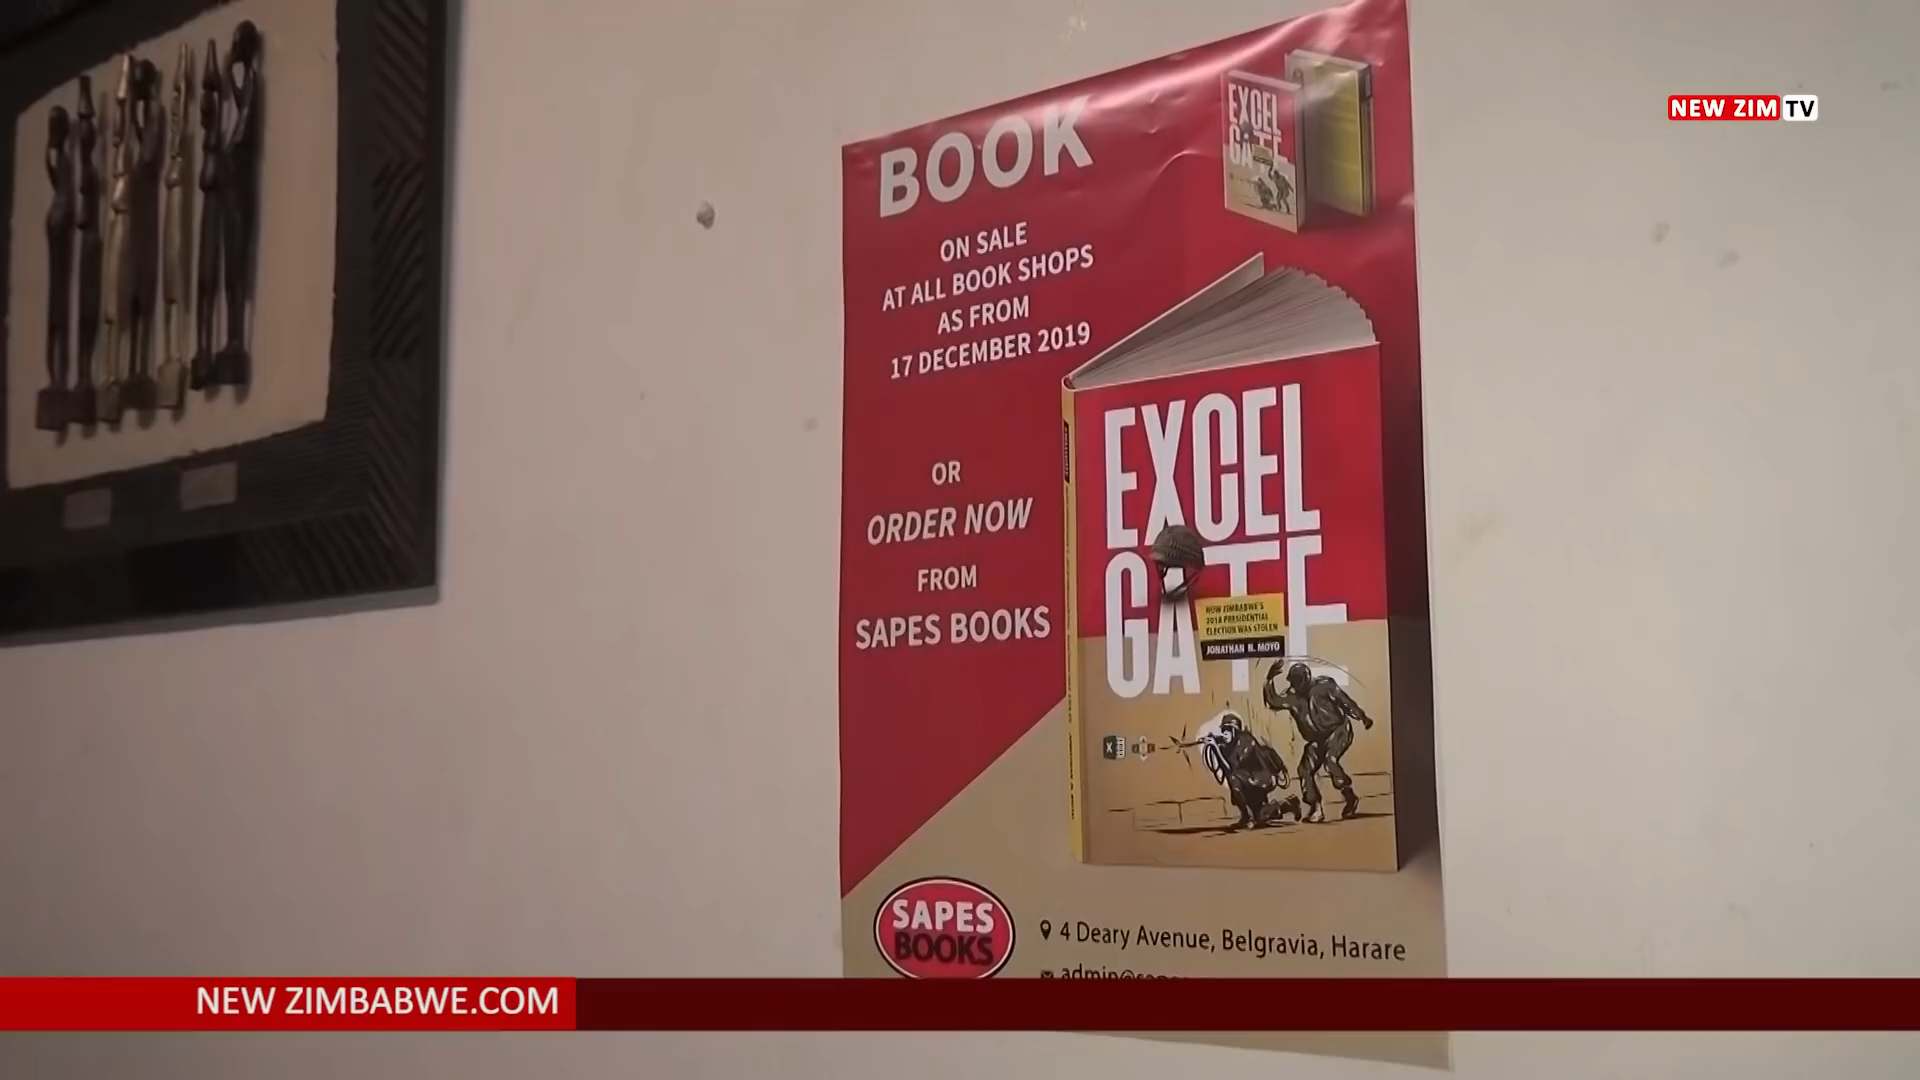 NEW ZIM TV
BOOK
ON SALE
AT ALL BOOK SHOPS
AS FROM
17 DECEMBER 2019
OR
ORDER NOW
FROM
SAPES BOOKS
EXCEL
GATE
EXCEL
GATE
HOW ZIMBABWE'S
2018 PRESIDENTIAL
ELECTION WAS STOLEN
JONATHAN N. MOYO
SAPES
BOOKS
4 Deary Avenue, Belgravia, Harare
NEW ZIMBABWE.COM